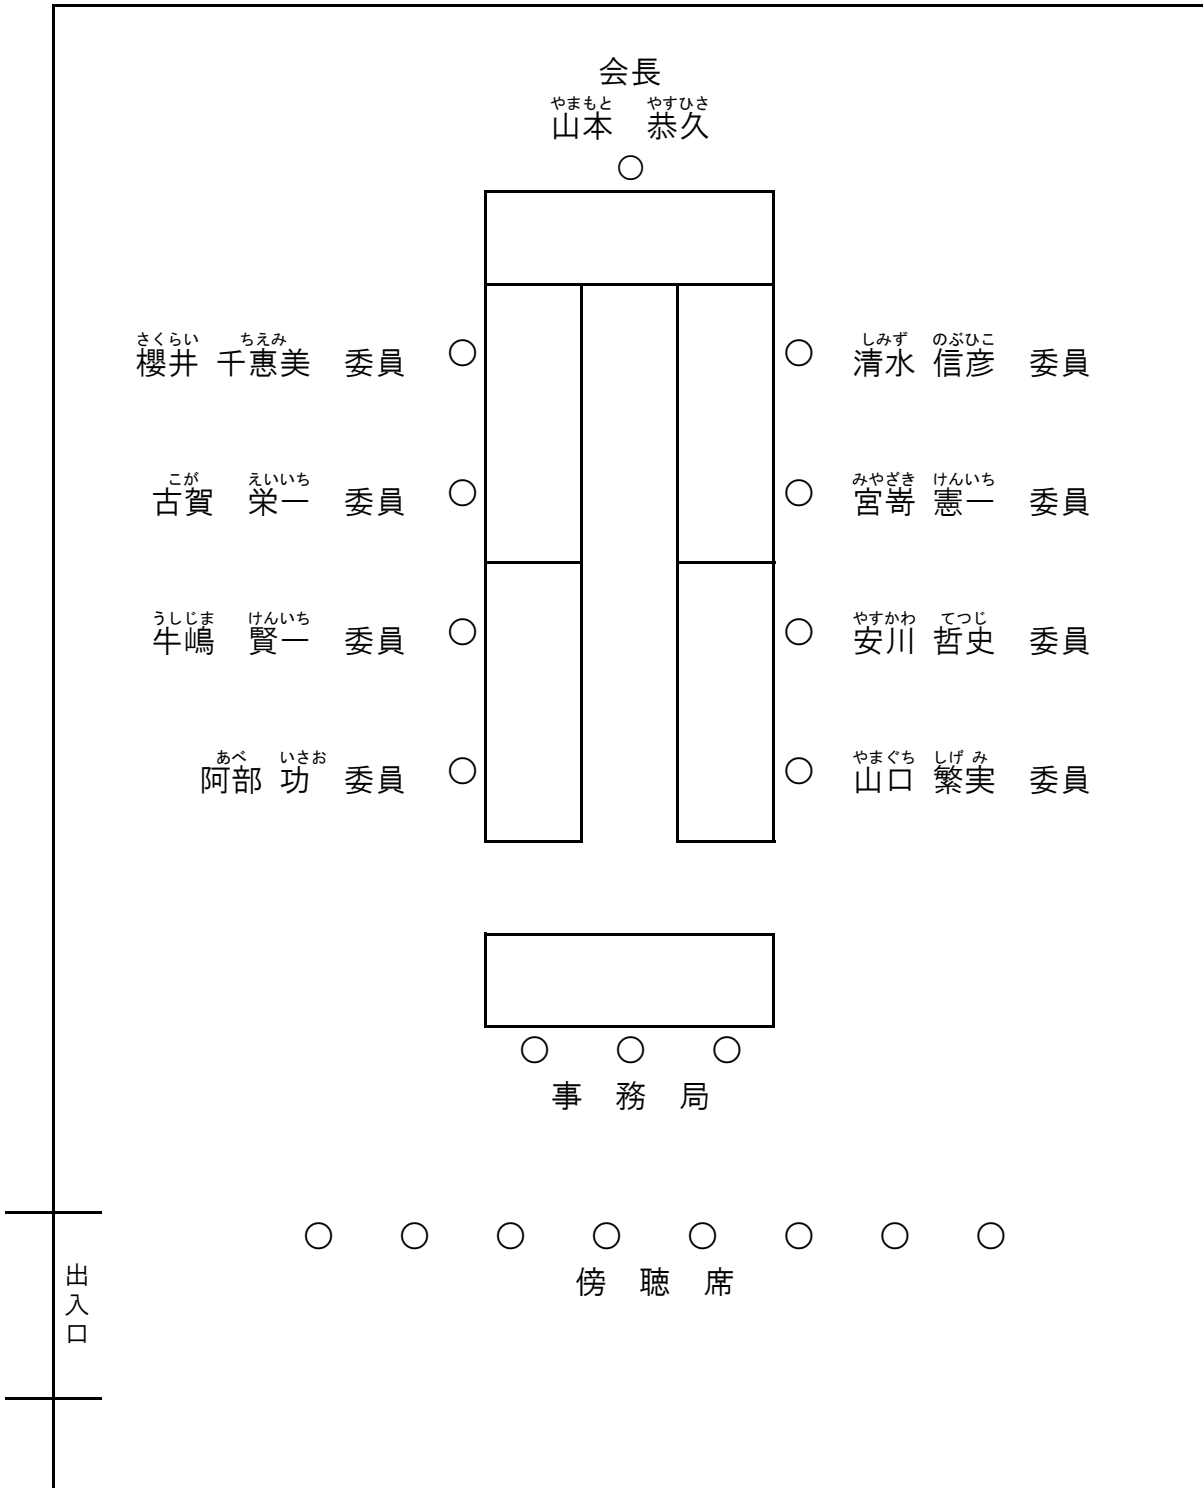 会長
やまもと やすひさ
山本 恭久
○
さくらい ちえみ しみず のぶひこ
櫻井 千惠美 委員 ○ ○ 清水 信彦 委員
こが えいいち みやざき けんいち
古賀 栄一 委員 ○ ○ 宮嵜 憲一 委員
うしじま けんいち やすかわ てつじ
牛嶋 賢一 委員 ○ ○ 安川 哲史 委員
あべ いさお やまぐち しげみ
阿部 功 委員 ○ ○ 山口 繁実 委員
○ ○ ○
事 務 局
○ ○ ○ ○ ○ ○ ○ ○
傍 聴 席
出入口